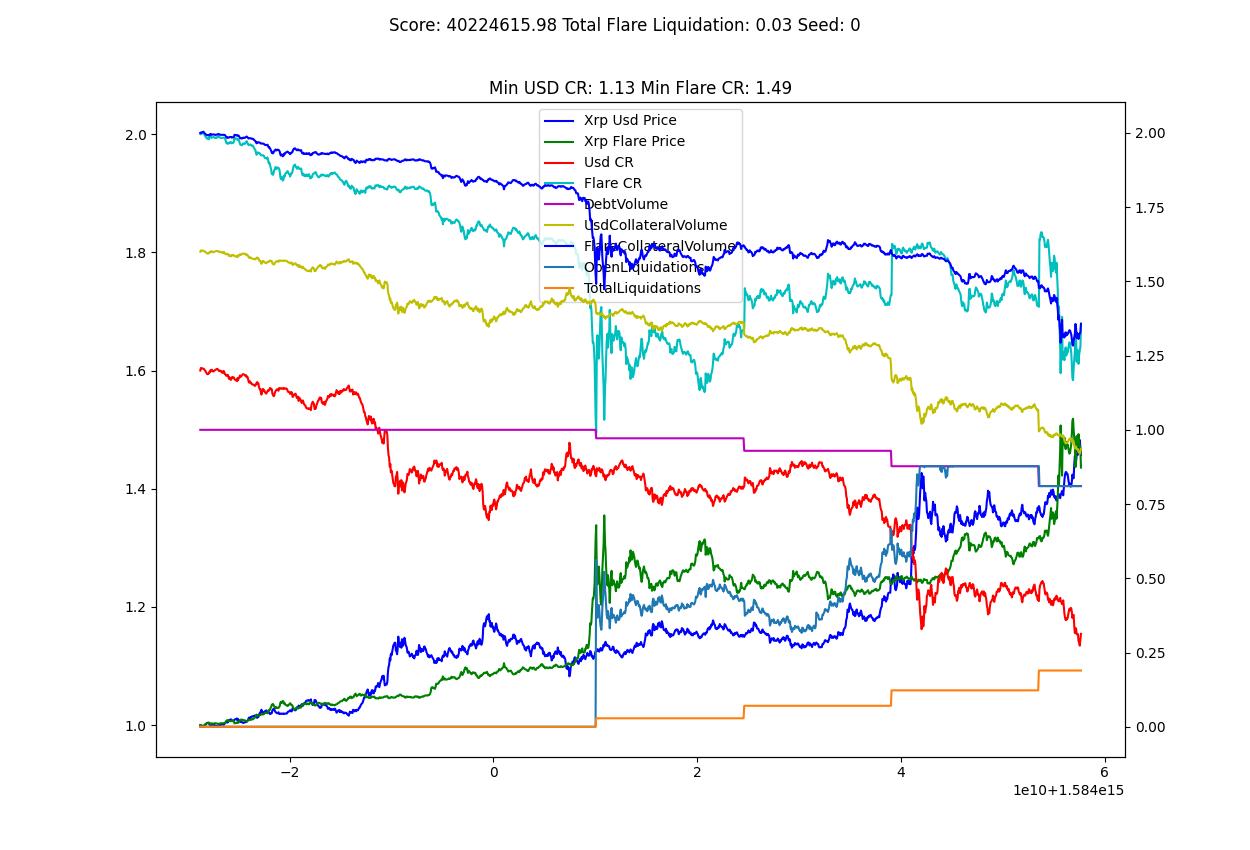 Score: 40224615.98 Total Flare Liquidation: 0.03 Seed: 0
Min USD CR: 1.13 Min Flare CR: 1.49
Xrp Usd Price
Xrp Flare Price
Usd CR
Flare CR
DebtVolume
UsdCollateralVolume
FlareCollateralVolume
OpenLiquidations
TotalLiquidations
2.0
1.8
1.6
1.4
1.2
1.0
2.00
1.75
1.50
1.25
1.00
0.75
0.50
0.25
0.00
−2
0
2
4
6
1e10+1.584e15